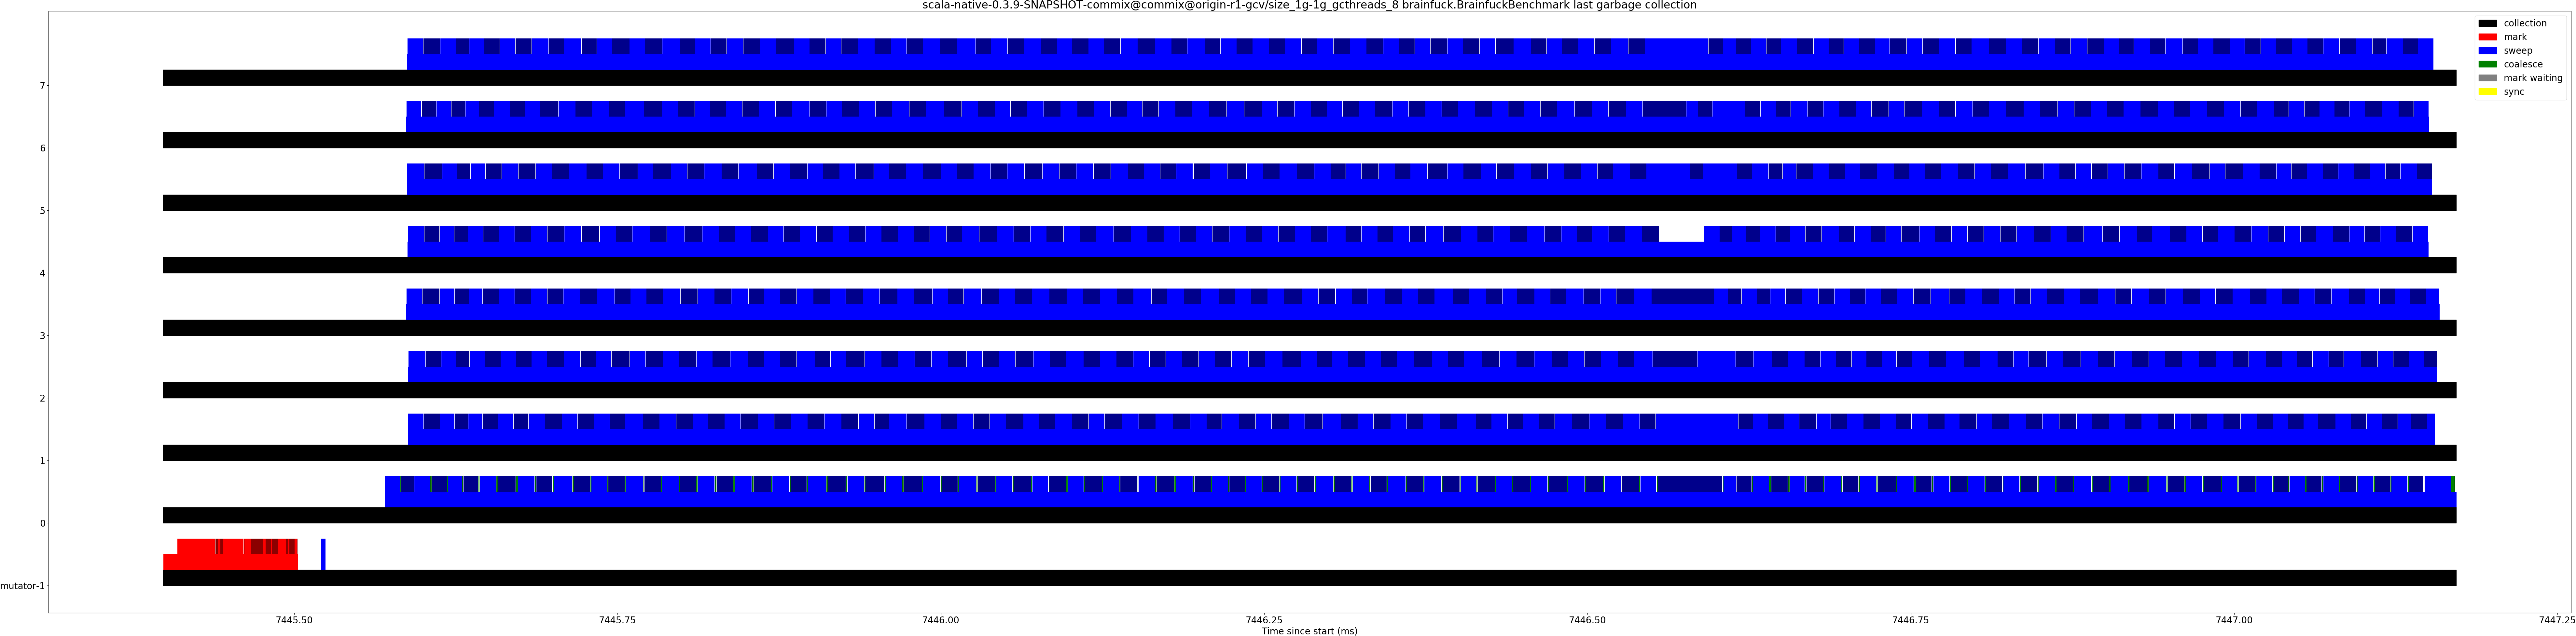 scala-native-0.3.9-SNAPSHOT-commix@commix@origin-r1-gcv/size_1g-1g_gcthreads_8 brainfuck.BrainfuckBenchmark last garbage collection
collection
mark
sweep
coalesce
mark waiting
sync
7
6
5
4
3
2
1
0
mutator-1
7445.50 7445.75 7446.00 7446.25 7446.50 7446.75 7447.00 7447.25
Time since start (ms)